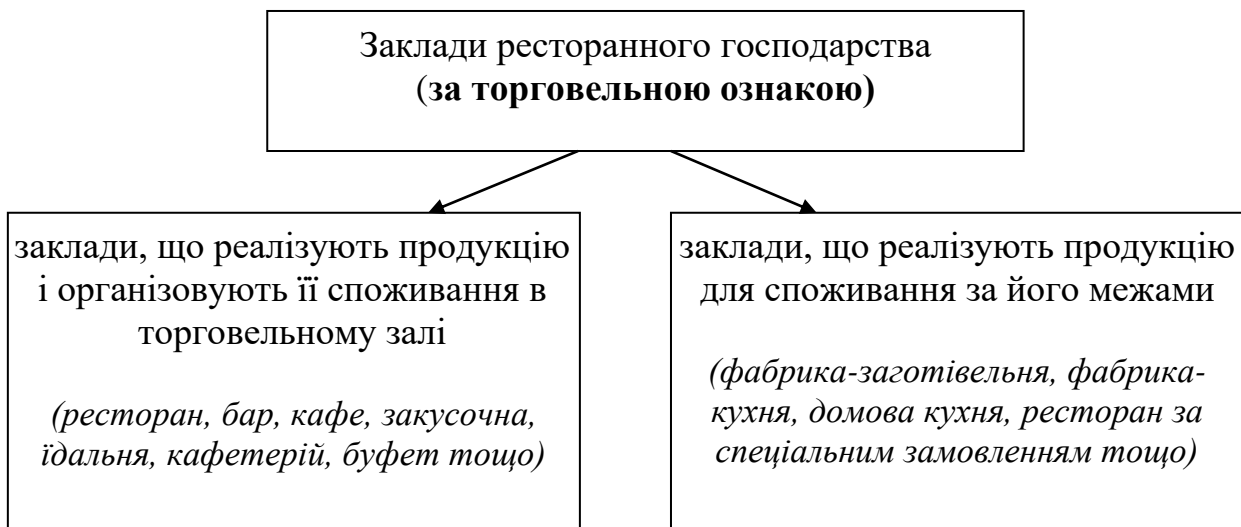 Заклади ресторанного господарства
(за торговельною ознакою)
заклади, що реалізують продукцію
і організовують її споживання в
торговельному залі
(ресторан, бар, кафе, закусочна,
їдальня, кафетерій, буфет тощо)
заклади, що реалізують продукцію
для споживання за його межами
(фабрика-заготівельня, фабрика-
кухня, домова кухня, ресторан за
спеціальним замовленням тощо)